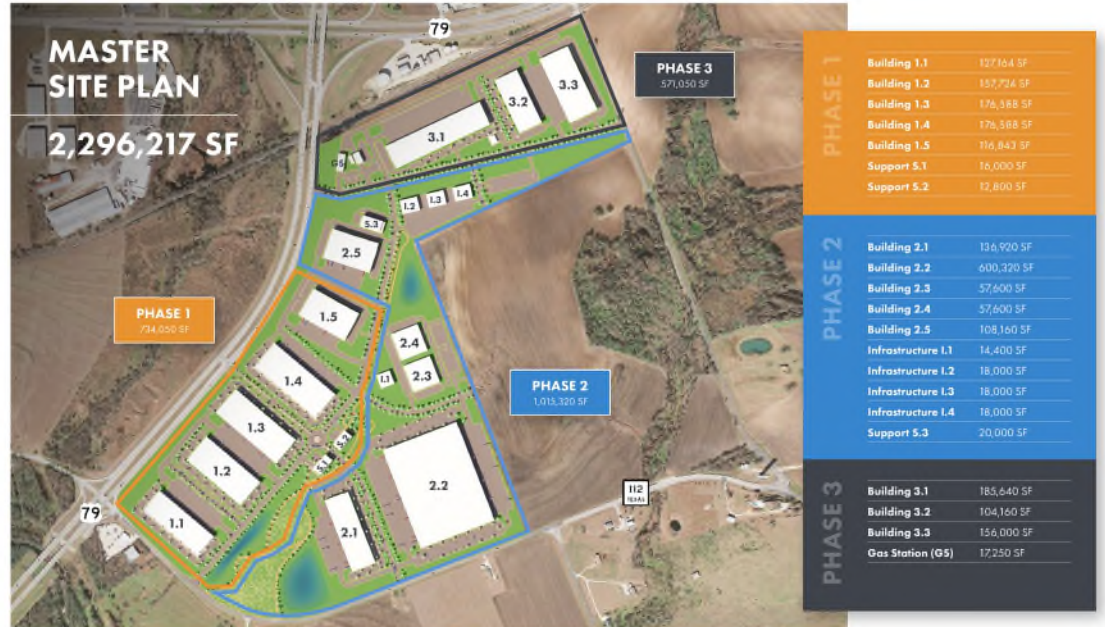 MASTER
SITE PLAN
2,296,217 SF
79
PHASE 3
571,050 SF
3.3
3.2
3.1
GS
I.4
I.3
I.2
S.3
2.5
PHASE 1
734,050 SF
1.5
2.4
2.3
I.1
1.4
PHASE 2
1,015,320 SF
1.3
S.2
S.1
1.2
2.2
112
TEXAS
79
1.1
2.1
PHASE 1
Building 1.1 127,164 SF
Building 1.2 157,724 SF
Building 1.3 176,588 SF
Building 1.4 176,588 SF
Building 1.5 116,843 SF
Support S.1 16,000 SF
Support S.2 12,800 SF
PHASE 2
Building 2.1 136,920 SF
Building 2.2 600,320 SF
Building 2.3 57,600 SF
Building 2.4 57,600 SF
Building 2.5 108,160 SF
Infrastructure I.1 14,400 SF
Infrastructure I.2 18,000 SF
Infrastructure I.3 18,000 SF
Infrastructure I.4 18,000 SF
Support S.3 20,000 SF
PHASE 3
Building 3.1 185,640 SF
Building 3.2 104,160 SF
Building 3.3 156,000 SF
Gas Station (GS) 17,250 SF